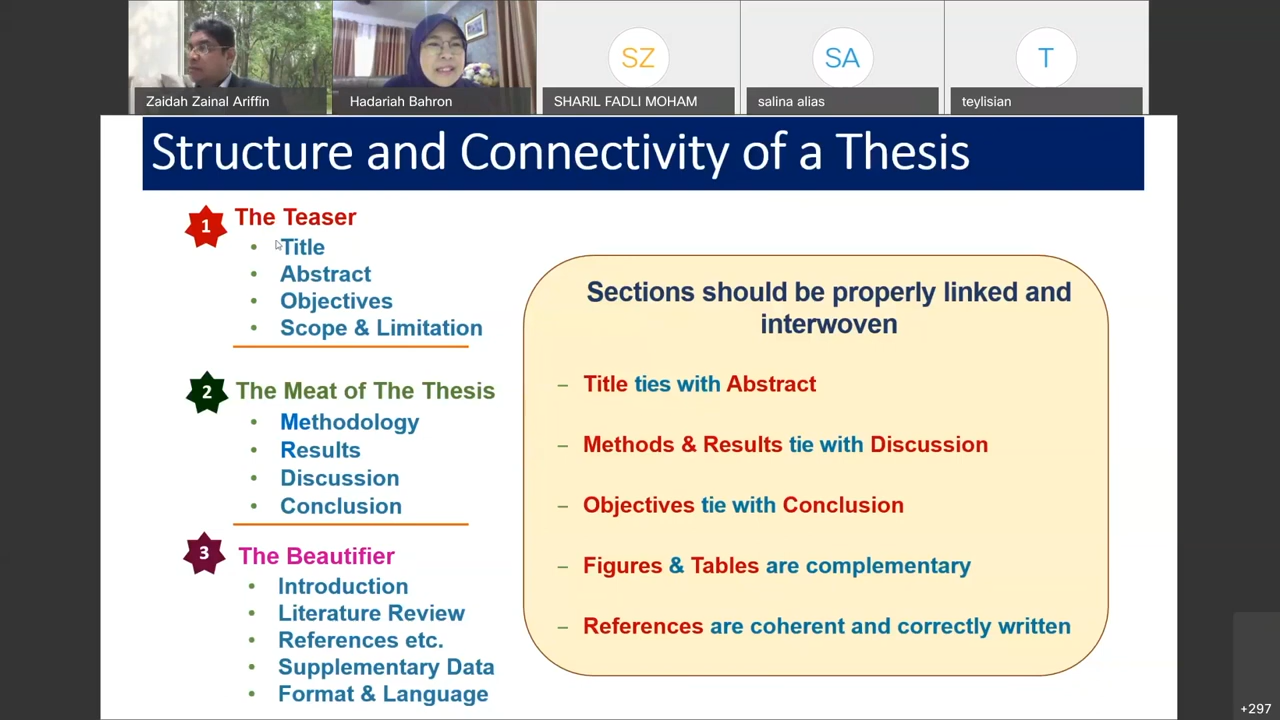 SZ
SA
T
Zaidah Zainal Ariffin
Hadariah Bahron
SHARIL FADLI MOHAM
salina alias
teylisian
Structure and Connectivity of a Thesis
1
The Teaser
• Title
• Abstract
• Objectives
• Scope & Limitation
2
The Meat of The Thesis
• Methodology
• Results
• Discussion
• Conclusion
3
The Beautifier
• Introduction
• Literature Review
• References etc.
• Supplementary Data
• Format & Language
Sections should be properly linked and
interwoven
– Title ties with Abstract
– Methods & Results tie with Discussion
– Objectives tie with Conclusion
– Figures & Tables are complementary
– References are coherent and correctly written
+297